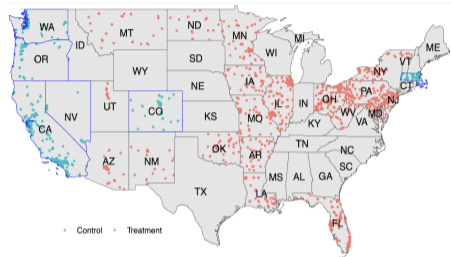 WA
MT
ND
MN
MI
ME
OR
ID
WI
VT
SD
NY
WY
CT
NE
IA
PA
OH
NJ
NV
UT
CO
IL
IN
WV
MD
CA
KS
MO
KY
VA
AZ
NM
OK
AR
TN
NC
SC
TX
MS
AL
GA
LA
FL
Control
Treatment